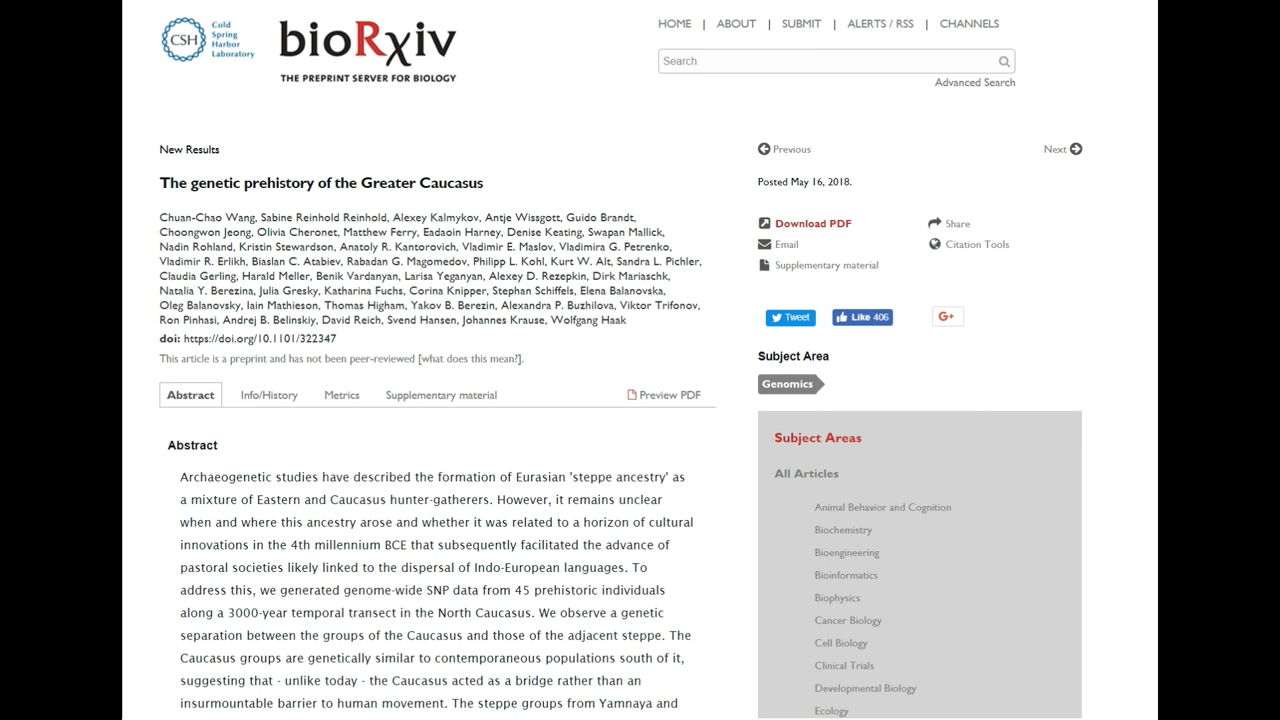 CSH
Cold
Spring
Harbor
Laboratory
bioRχiv
THE PREPRINT SERVER FOR BIOLOGY
HOME | ABOUT | SUBMIT | ALERTS / RSS | CHANNELS
Search
Advanced Search
New Results
The genetic prehistory of the Greater Caucasus
Chuan-Chao Wang, Sabine Reinhold Reinhold, Alexey Kalmykov, Antje Wissgott, Guido Brandt,
Choongwon Jeong, Olivia Cheronet, Matthew Ferry, Eadaoin Harney, Denise Keating, Swapan Mallick,
Nadin Rohland, Kristin Stewardson, Anatoly R. Kantorovich, Vladimir E. Maslov, Vladimira G. Petrenko,
Vladimir R. Erlikh, Biaslan C. Atabiev, Rabadan G. Magomedov, Philipp L. Kohl, Kurt W. Alt, Sandra L. Pichler,
Claudia Gerling, Harald Meller, Benik Vardanyan, Larisa Yeganyan, Alexey D. Rezepkin, Dirk Mariaschk,
Natalia Y. Berezina, Julia Gresky, Katharina Fuchs, Corina Knipper, Stephan Schiffels, Elena Balanovska,
Oleg Balanovsky, Iain Mathieson, Thomas Higham, Yakov B. Berezin, Alexandra P. Buzhilova, Viktor Trifonov,
Ron Pinhasi, Andrej B. Belinskiy, David Reich, Svend Hansen, Johannes Krause, Wolfgang Haak
doi: https://doi.org/10.1101/322347
This article is a preprint and has not been peer-reviewed [what does this mean?].
Abstract Info/History Metrics Supplementary material Preview PDF
Abstract
Archaeogenetic studies have described the formation of Eurasian 'steppe ancestry' as
a mixture of Eastern and Caucasus hunter-gatherers. However, it remains unclear
when and where this ancestry arose and whether it was related to a horizon of cultural
innovations in the 4th millennium BCE that subsequently facilitated the advance of
pastoral societies likely linked to the dispersal of Indo-European languages. To
address this, we generated genome-wide SNP data from 45 prehistoric individuals
along a 3000-year temporal transect in the North Caucasus. We observe a genetic
separation between the groups of the Caucasus and those of the adjacent steppe. The
Caucasus groups are genetically similar to contemporaneous populations south of it,
suggesting that - unlike today - the Caucasus acted as a bridge rather than an
insurmountable barrier to human movement. The steppe groups from Yamnaya and
Previous Next
Posted May 16, 2018.
Download PDF Share
Email Citation Tools
Supplementary material
Tweet Like 406 G+
Subject Area
Genomics
Subject Areas
All Articles
Animal Behavior and Cognition
Biochemistry
Bioengineering
Bioinformatics
Biophysics
Cancer Biology
Cell Biology
Clinical Trials
Developmental Biology
Ecology